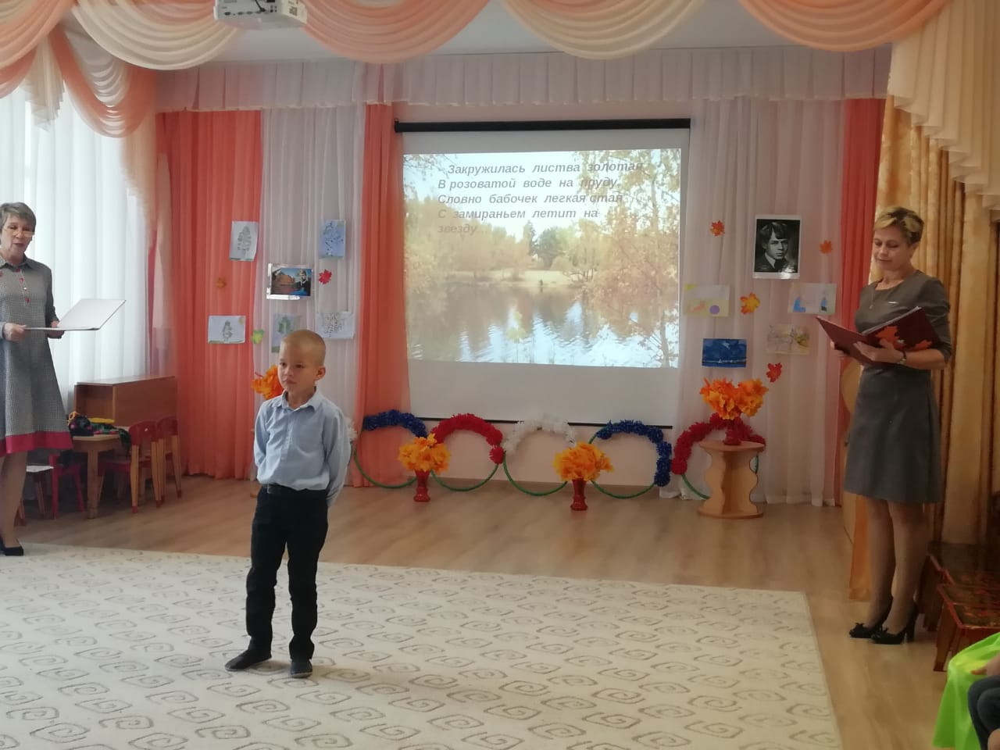 Закружилась листва золотая
В розоватой воде на пруду,
Словно бабочек легкая стая
С замираньем летит на
звезду...